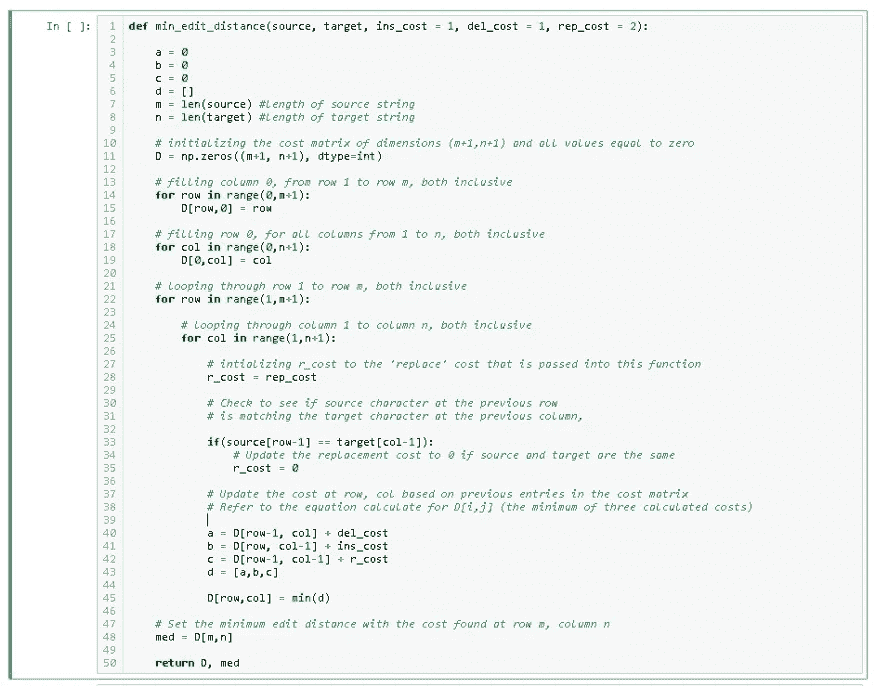 In [ ]:
1 def min_edit_distance(source, target, ins_cost = 1, del_cost = 1, rep_cost = 2):
2
3     a = 0
4     b = 0
5     c = 0
6     d = []
7     m = len(source) #length of source string
8     n = len(target) #length of target string
9
10     # initializing the cost matrix of dimensions (m+1,n+1) and all values equal to zero
11     D = np.zeros((m+1, n+1), dtype=int)
12
13     # filling column 0, from row 1 to row m, both inclusive
14     for row in range(0,m+1):
15         D[row,0] = row
16
17     # filling row 0, for all columns from 1 to n, both inclusive
18     for col in range(0,n+1):
19         D[0,col] = col
20
21     # looping through row 1 to row m, both inclusive
22     for row in range(1,m+1):
23
24         # looping through column 1 to column n, both inclusive
25         for col in range(1,n+1):
26
27             # intializing r_cost to the 'replace' cost that is passed into this function
28             r_cost = rep_cost
29
30             # Check to see if source character at the previous row
31             # is matching the target character at the previous column,
32
33             if(source[row-1] == target[col-1]):
34                 # Update the replacement cost to 0 if source and target are the same
35                 r_cost = 0
36
37             # Update the cost at row, col based on previous entries in the cost matrix
38             # Refer to the equation calculate for D[i,j] (the minimum of three calculated costs)
39
40             a = D[row-1, col] + del_cost
41             b = D[row, col-1] + ins_cost
42             c = D[row-1, col-1] + r_cost
43             d = [a,b,c]
44
45             D[row,col] = min(d)
46
47     # Set the minimum edit distance with the cost found at row m, column n
48     med = D[m,n]
49
50     return D, med